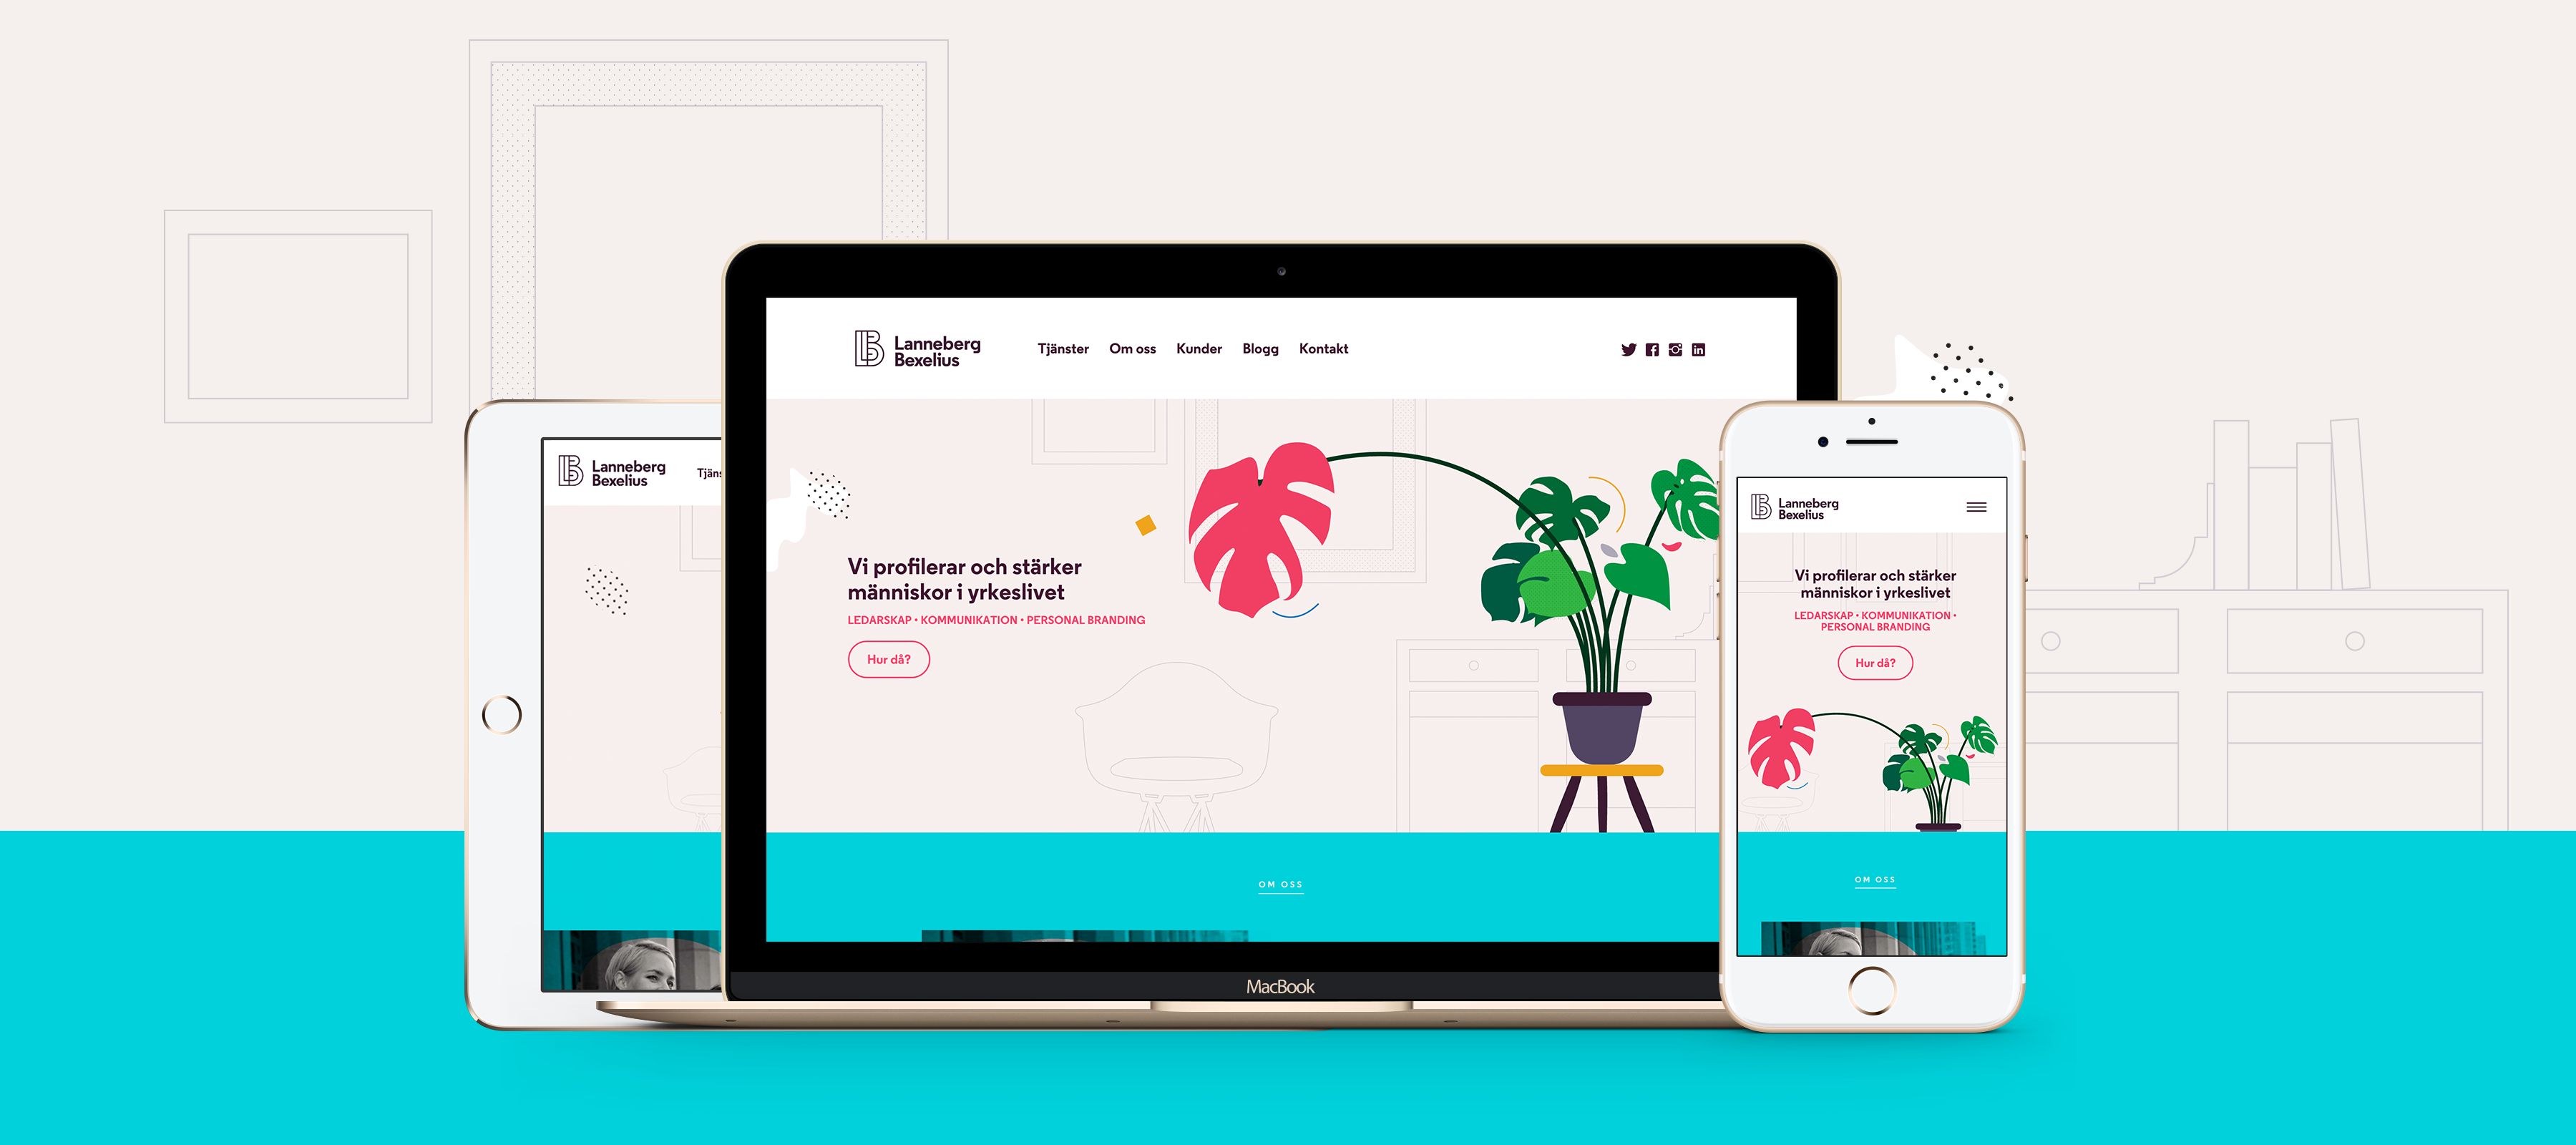 Lanneberg
Bexelius
Tjänster Om oss Kunder Blogg Kontakt
Vi profilerar och stärker
människor i yrkeslivet
LEDARSKAP • KOMMUNIKATION • PERSONAL BRANDING
Hur då?
OM OSS
MacBook
Lanneberg
Bexelius
Tjäns
Lanneberg
Bexelius
Vi profilerar och stärker
människor i yrkeslivet
LEDARSKAP • KOMMUNIKATION •
PERSONAL BRANDING
Hur då?
OM OSS